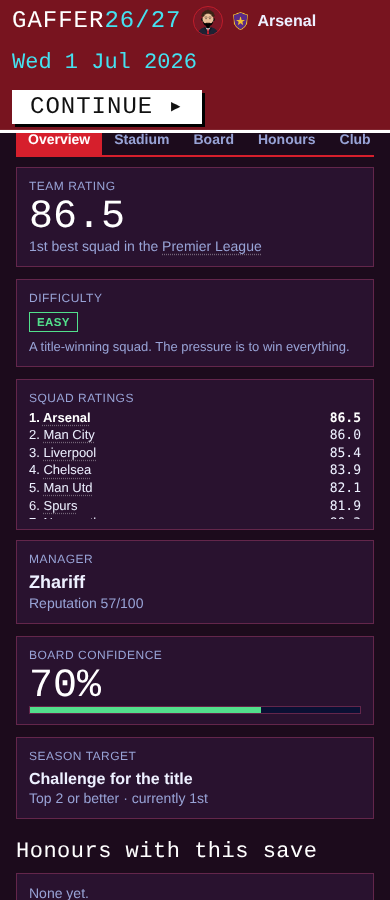 GAFFER26/27 Arsenal
Wed 1 Jul 2026
CONTINUE ►
Overview Stadium Board Honours Club
TEAM RATING
86.5
1st best squad in the Premier League
DIFFICULTY
EASY
A title-winning squad. The pressure is to win everything.
SQUAD RATINGS
1. Arsenal 86.5
2. Man City 86.0
3. Liverpool 85.4
4. Chelsea 83.9
5. Man Utd 82.1
6. Spurs 81.9
MANAGER
Zhariff
Reputation 57/100
BOARD CONFIDENCE
70%
SEASON TARGET
Challenge for the title
Top 2 or better · currently 1st
Honours with this save
None yet.